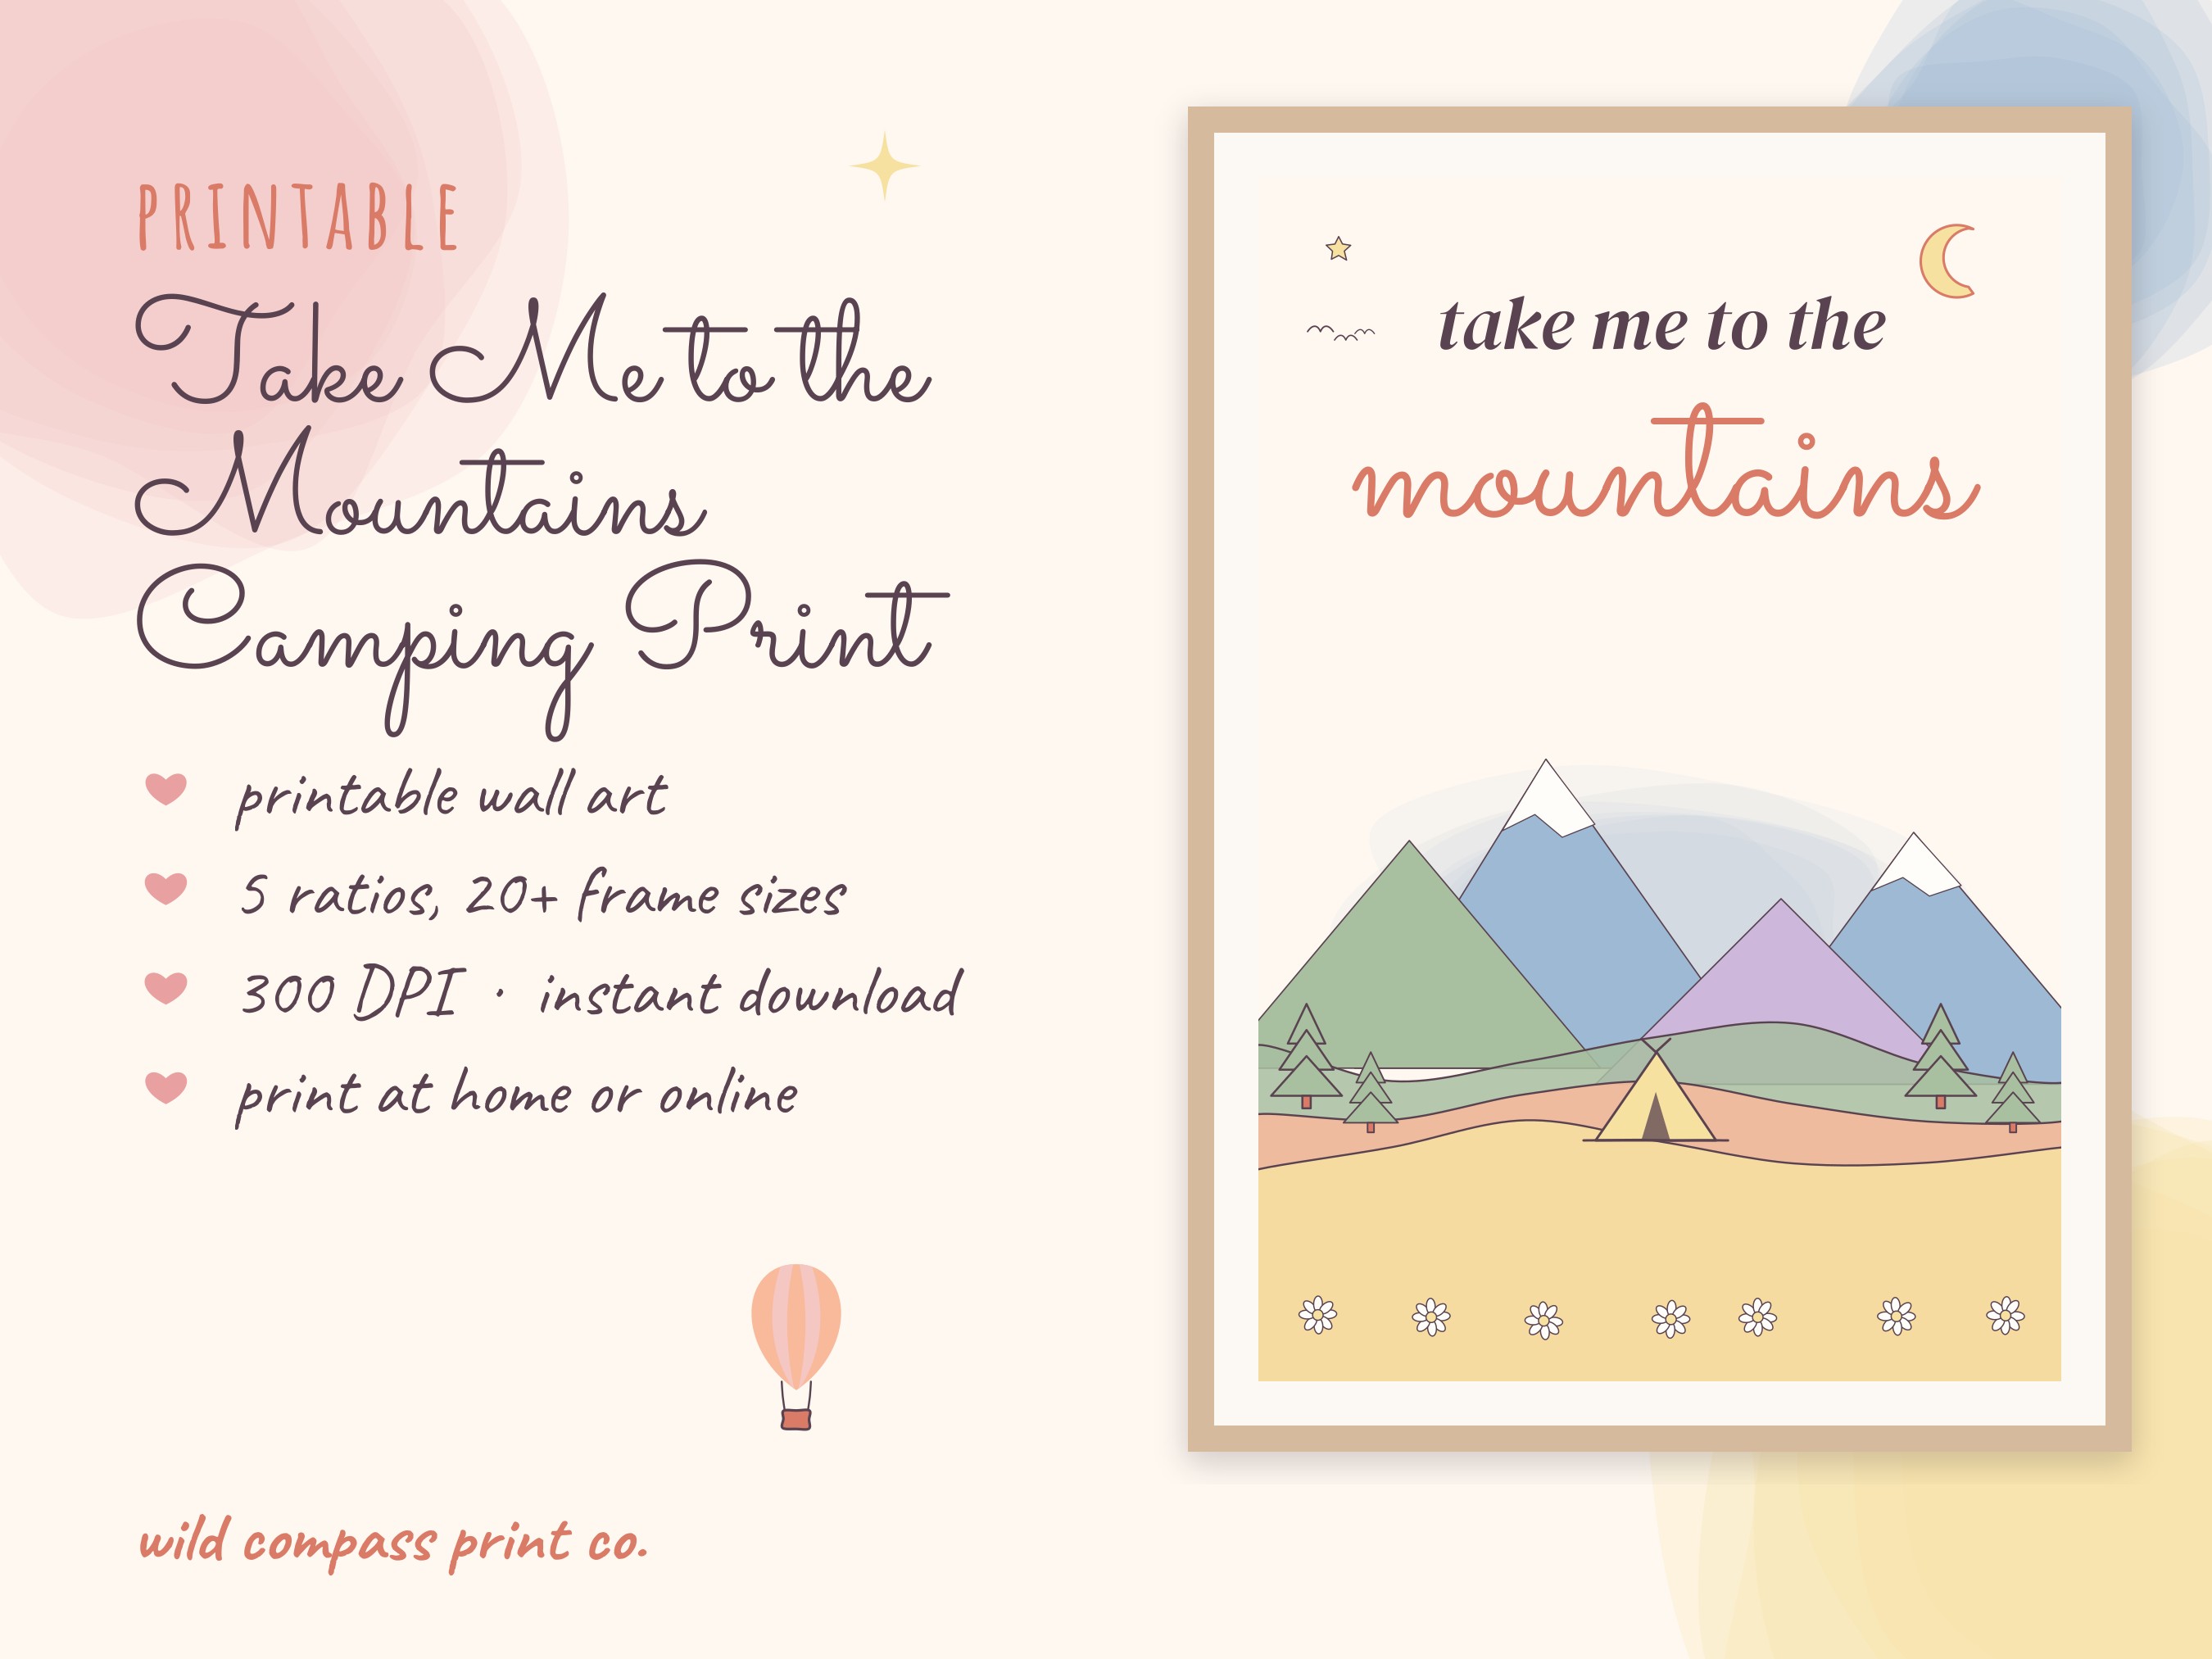 PRINTABLE
Take Me to the
Mountains
Camping Print
printable wall art
5 ratios, 20+ frame sizes
300 DPI · instant download
print at home or online
wild compass print co.
take me to the
mountains